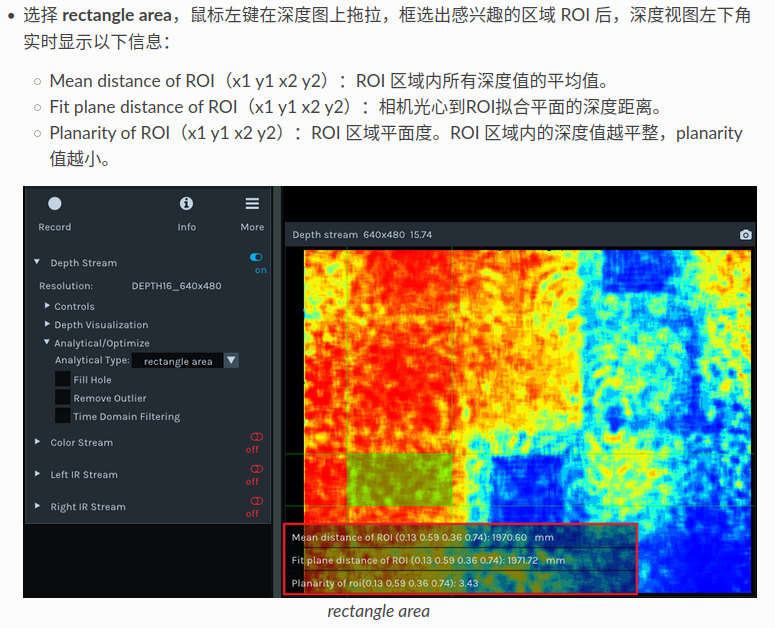 选择 rectangle area，鼠标左键在深度图上拖拉，框选出感兴趣的区域 ROI 后，深度视图左下角
实时显示以下信息：
Mean distance of ROI（x1 y1 x2 y2）：ROI 区域内所有深度值的平均值。
Fit plane distance of ROI（x1 y1 x2 y2）：相机光心到ROI拟合平面的深度距离。
Planarity of ROI（x1 y1 x2 y2）：ROI 区域平面度。ROI 区域内的深度值越平整，planarity
值越小。
Record
Info
More
Depth Stream
on
Resolution: DEPTH16_640x480
Controls
Depth Visualization
Analytical/Optimize
Analytical Type: rectangle area
Fill Hole
Remove Outlier
Time Domain Filtering
Color Stream
off
Left IR Stream
off
Right IR Stream
off
Depth stream 640x480 15.74
Mean distance of ROI (0.13 0.59 0.36 0.74): 1970.60 mm
Fit plane distance of ROI (0.13 0.59 0.36 0.74): 1971.72 mm
Planarity of roi(0.13 0.59 0.36 0.74): 3.43
rectangle area